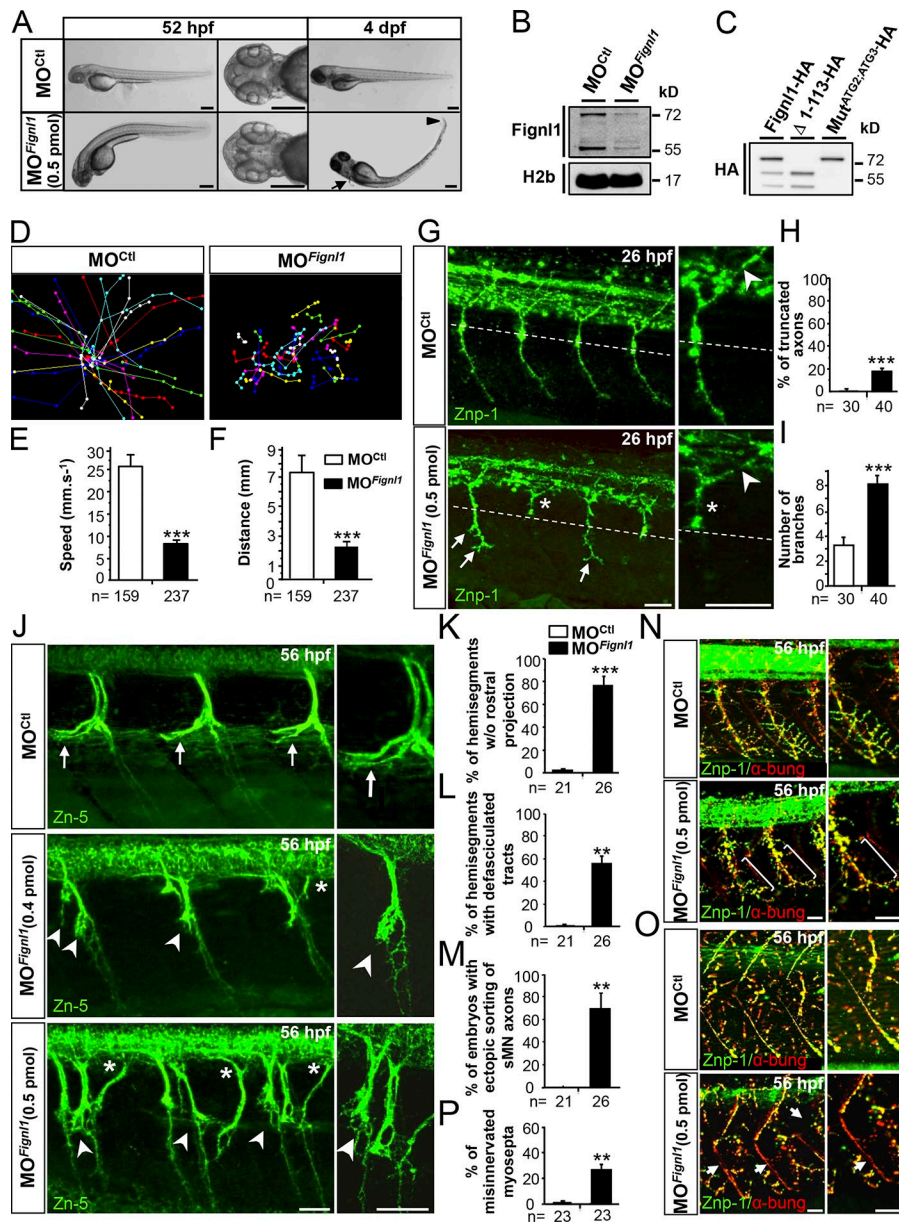 A
52 hpf
4 dpf
MOCtl
MOFignl1
(0.5 pmol)
B
MOCtl
MOFignl1
kD
Fignl1
72
55
H2b
17
C
Fignl1-HA
Δ 1-113-HA
MutATG2;ATG3-HA
kD
HA
72
55
D
MOCtl
MOFignl1
E
Speed (mm.s-1)
30
25
20
15
10
5
0
***
n= 159 237
F
Distance (mm)
9
8
7
6
5
4
3
2
1
0
***
MOCtl
MOFignl1
n= 159 237
G
MOCtl
26 hpf
Znp-1
MOFignl1 (0.5 pmol)
26 hpf
*
*
Znp-1
H
% of truncated
axons
100
80
60
40
20
0
***
n= 30 40
I
Number of
branches
8
6
4
2
0
***
n= 30 40
J
MOCtl
56 hpf
Zn-5
MOFignl1(0.4 pmol)
56 hpf
*
Zn-5
MOFignl1(0.5 pmol)
56 hpf
* * *
Zn-5
K
MOCtl
MOFignl1
% of hemisegments
w/o rostral
projection
100
80
60
40
20
0
***
n= 21 26
L
% of hemisegments
with defasciculated
tracts
100
80
60
40
20
0
**
n= 21 26
M
% of embryos with
ectopic sorting of
sMN axons
100
80
60
40
20
0
**
n= 21 26
P
% of
misinnervated
myosepta
60
40
20
0
**
n= 23 23
N
MOCtl
56 hpf
Znp-1/α-bung
MOFignl1(0.5 pmol)
56 hpf
Znp-1/α-bung
O
MOCtl
56 hpf
Znp-1/α-bung
MOFignl1(0.5 pmol)
56 hpf
Znp-1/α-bung